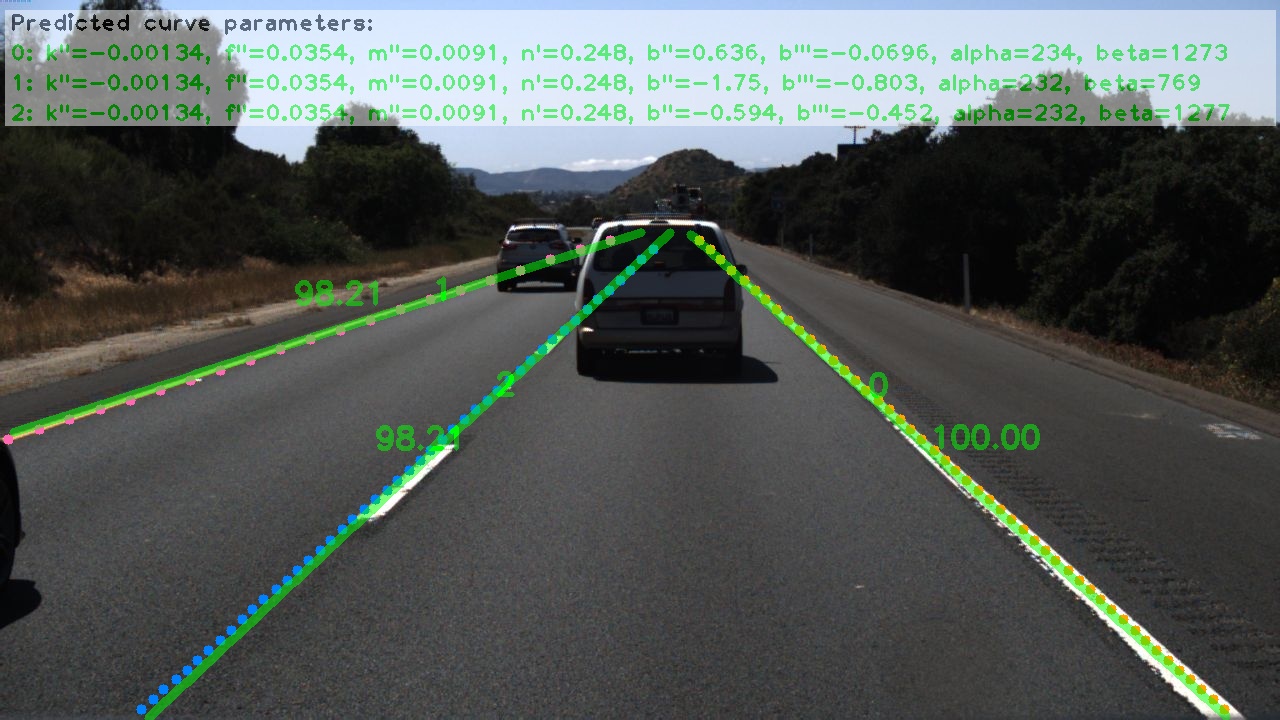 Predicted curve parameters:
0: k''=-0.00134, f''=0.0354, m''=0.0091, n'=0.248, b''=0.636, b'''=-0.0696, alpha=234, beta=1273
1: k''=-0.00134, f''=0.0354, m''=0.0091, n'=0.248, b''=-1.75, b'''=-0.803, alpha=232, beta=769
2: k''=-0.00134, f''=0.0354, m''=0.0091, n'=0.248, b''=-0.594, b'''=-0.452, alpha=232, beta=1277
98.21 1
2 0
98.21 100.00